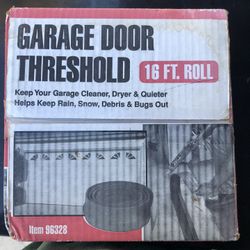 GARAGE DOOR
THRESHOLD 16 FT. ROLL
Keep Your Garage Cleaner, Dryer & Quieter
Helps Keep Rain, Snow, Debris & Bugs Out
Item 96328